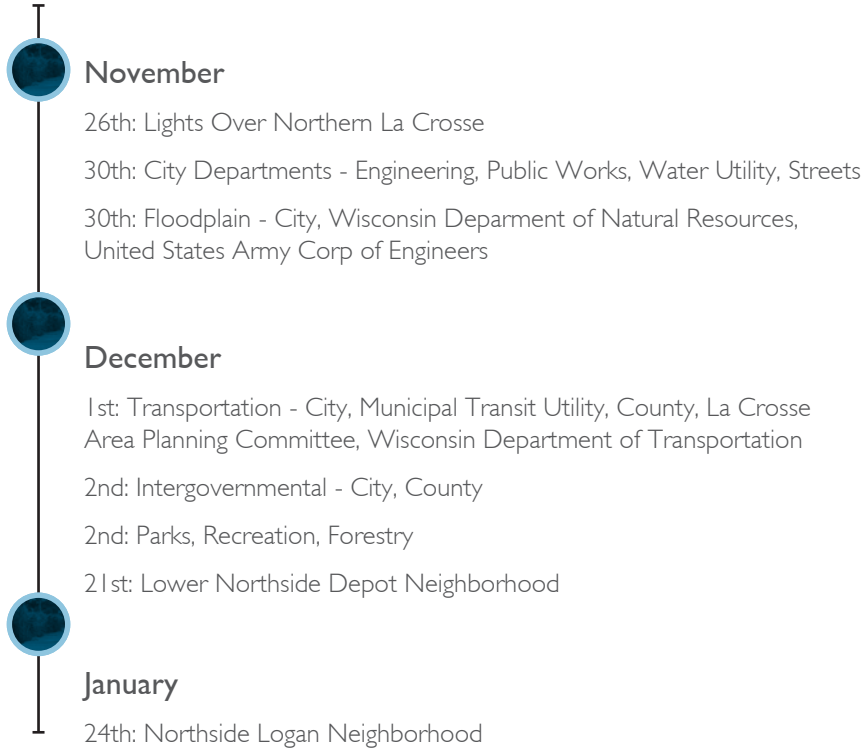 November
26th: Lights Over Northern La Crosse
30th: City Departments - Engineering, Public Works, Water Utility, Streets
30th: Floodplain - City, Wisconsin Deparment of Natural Resources,
United States Army Corp of Engineers
December
1st: Transportation - City, Municipal Transit Utility, County, La Crosse
Area Planning Committee, Wisconsin Department of Transportation
2nd: Intergovernmental - City, County
2nd: Parks, Recreation, Forestry
21st: Lower Northside Depot Neighborhood
January
24th: Northside Logan Neighborhood